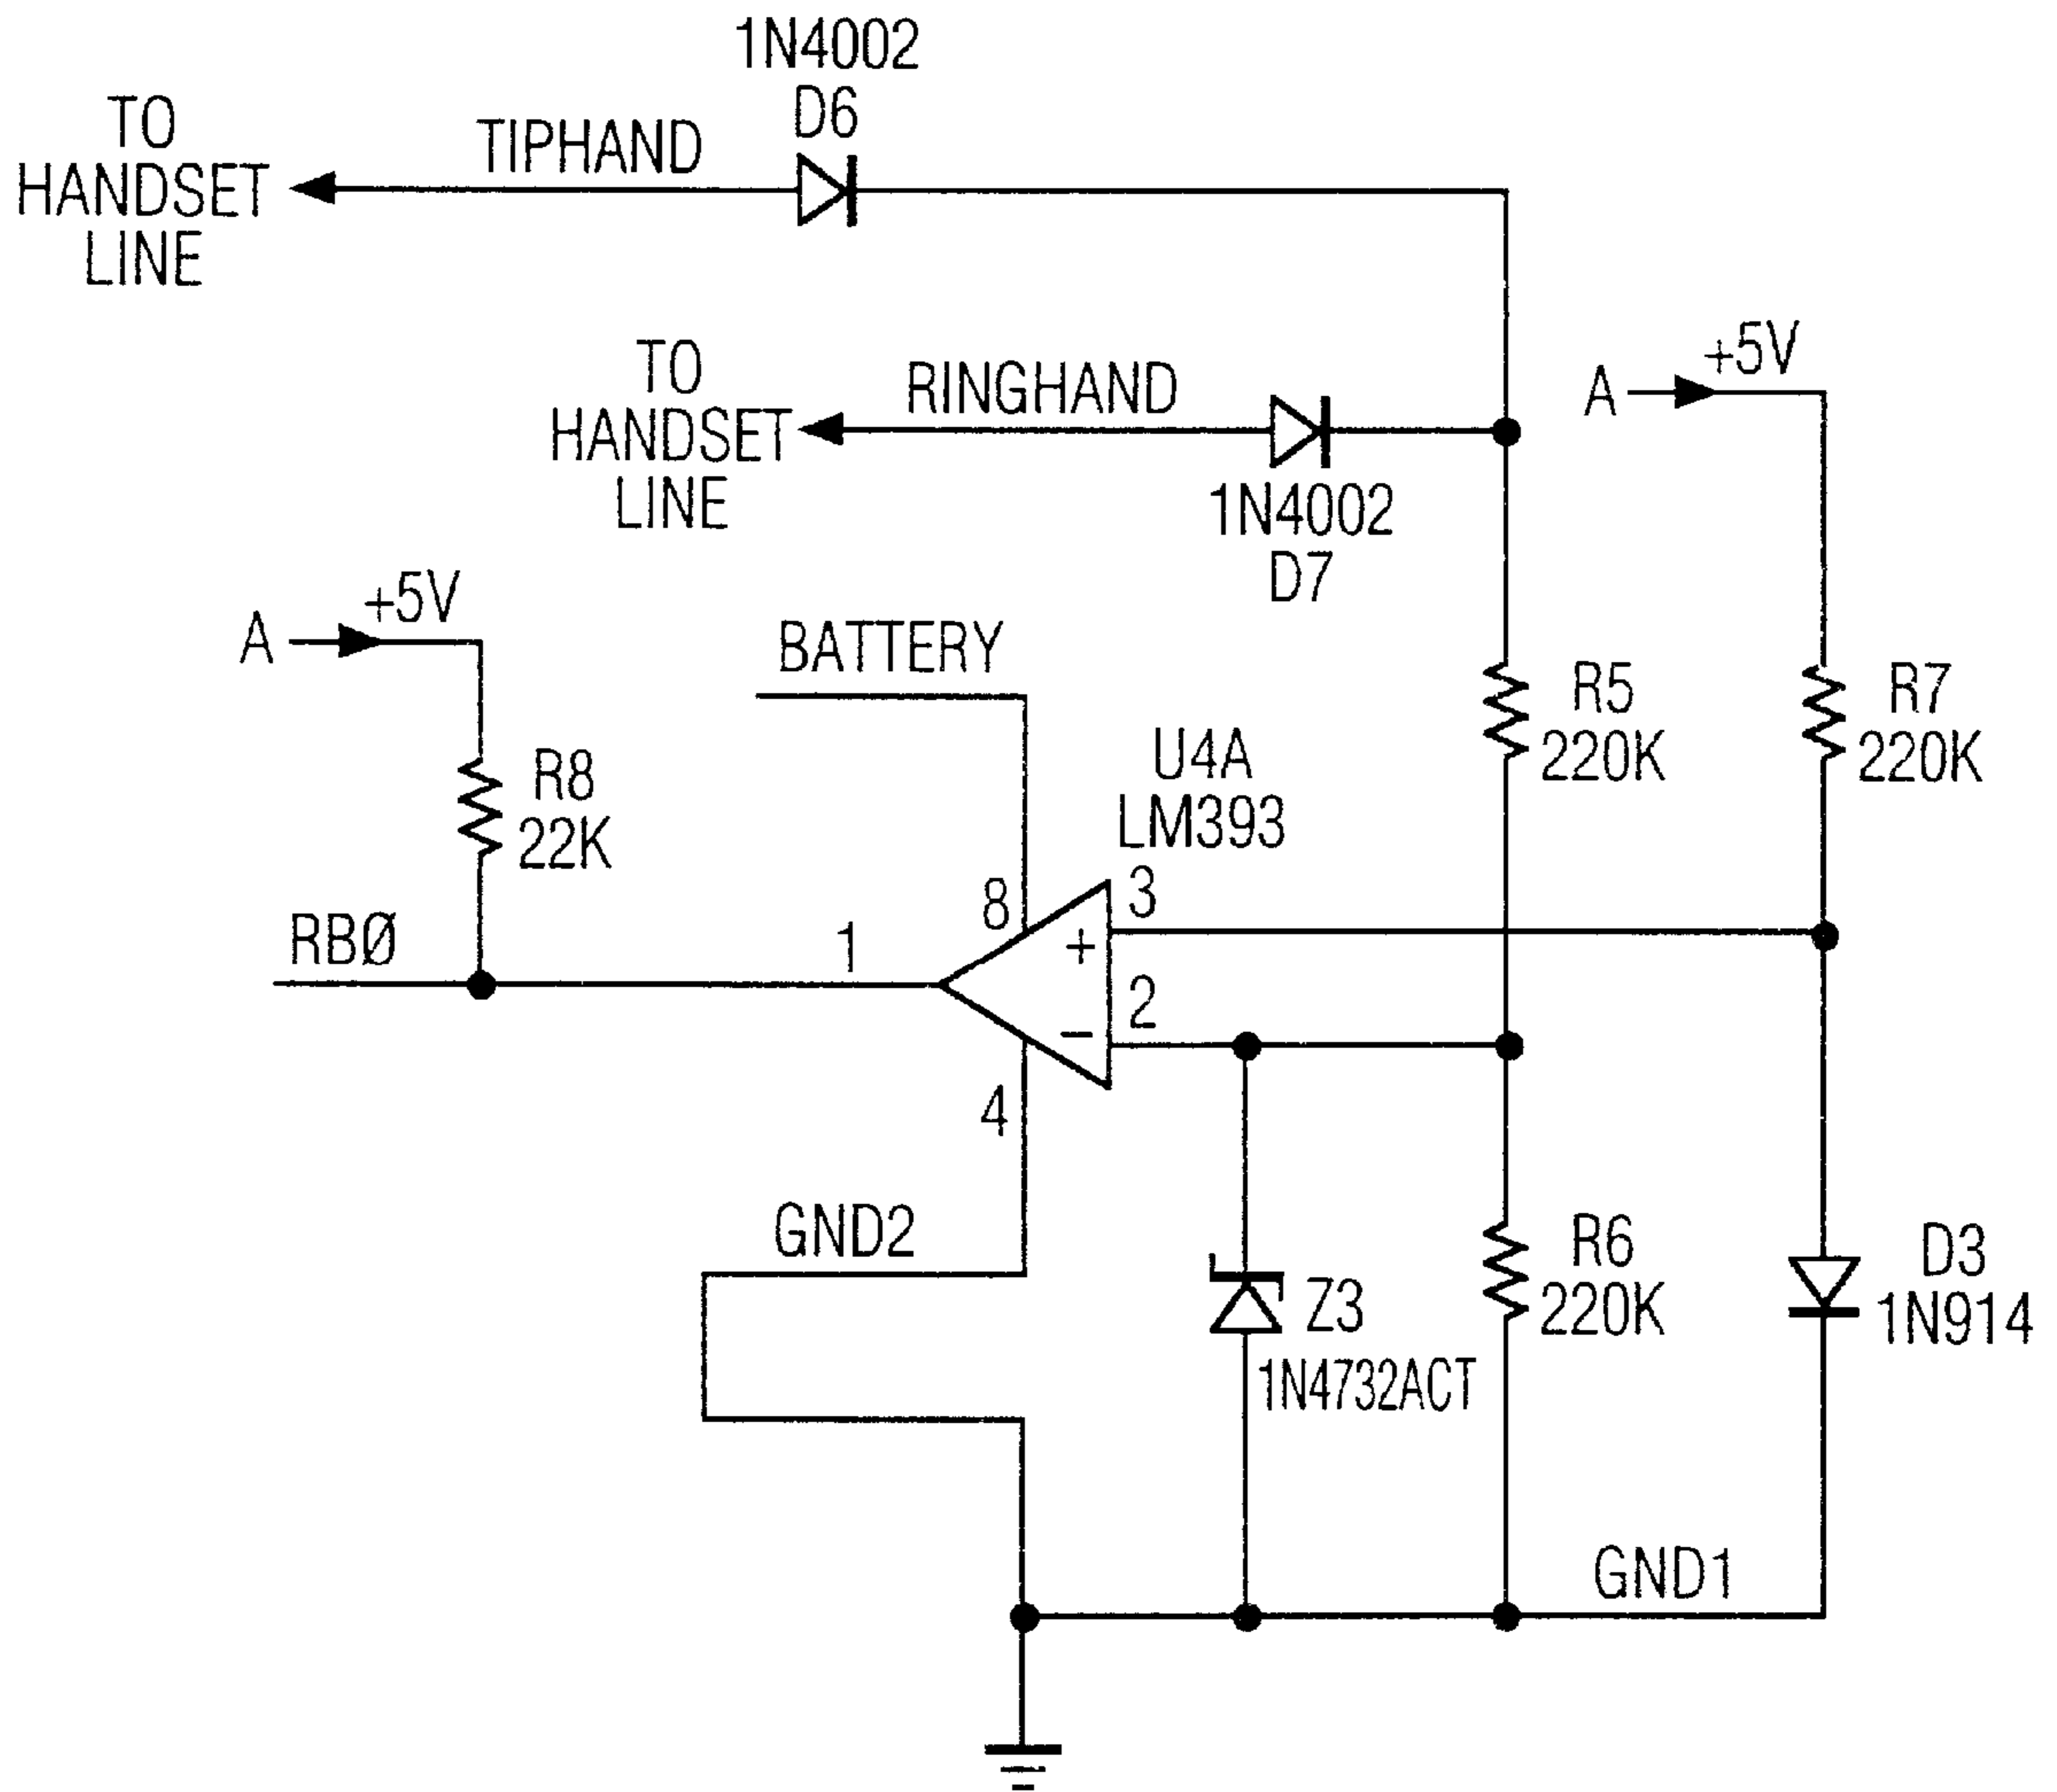 1N4002
D6
TO
HANDSET
LINE
TIPHAND
TO
HANDSET
LINE
RINGHAND
1N4002
D7
A
+5V
A
+5V
BATTERY
R5
220K
R7
220K
R8
22K
U4A
LM393
8
3
+
RBØ
1
2
−
4
GND2
Z3
1N4732ACT
R6
220K
D3
1N914
GND1